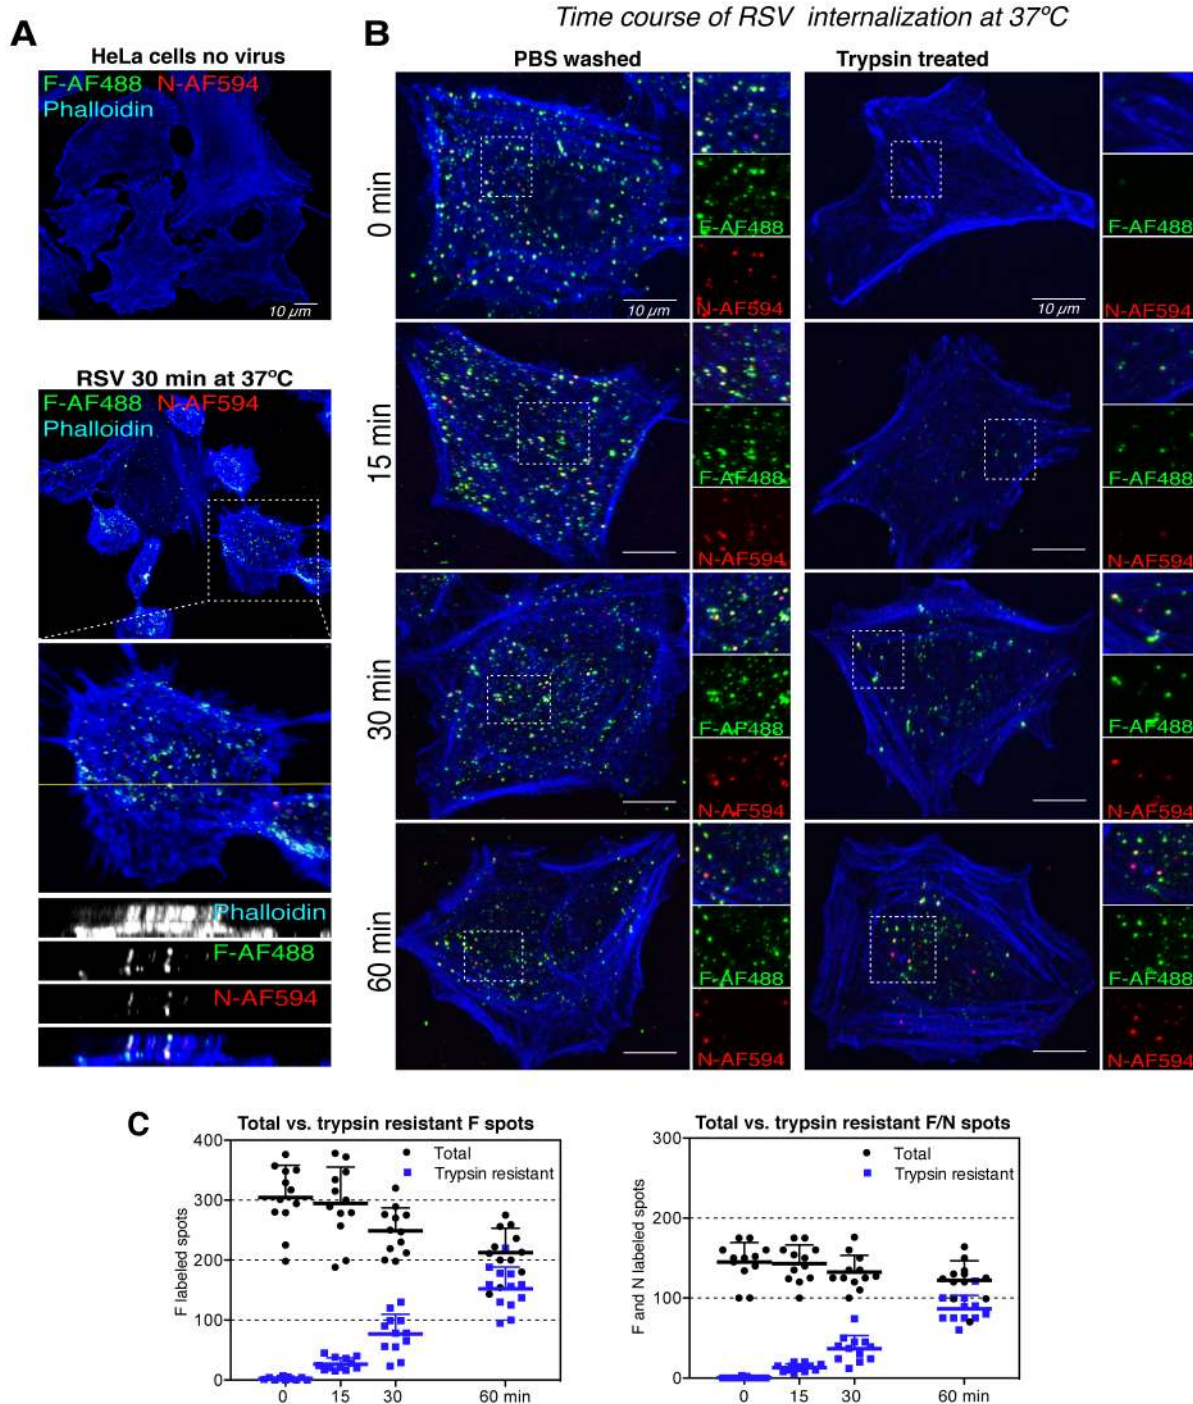 Time course of RSV internalization at 37ºC
A
B
HeLa cells no virus
F-AF488 N-AF594
Phalloidin
10 µm
RSV 30 min at 37ºC
F-AF488 N-AF594
Phalloidin
Phalloidin
F-AF488
N-AF594
PBS washed
Trypsin treated
0 min
10 µm
F-AF488
N-AF594
10 µm
F-AF488
N-AF594
15 min
F-AF488
N-AF594
F-AF488
N-AF594
30 min
F-AF488
N-AF594
F-AF488
N-AF594
60 min
F-AF488
N-AF594
F-AF488
N-AF594
C
Total vs. trypsin resistant F spots
Total
Trypsin resistant
F labeled spots
400
300
200
100
0
0 15 30 60 min
Total vs. trypsin resistant F/N spots
Total
Trypsin resistant
F and N labeled spots
300
200
100
0
0 15 30 60 min